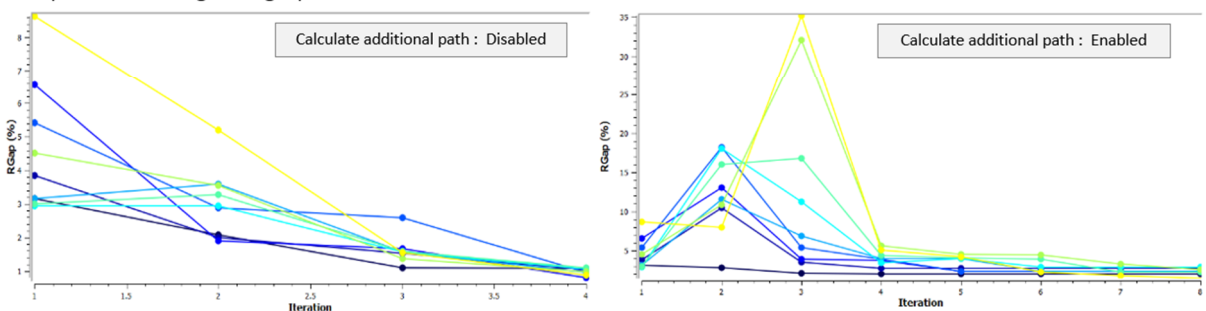 Calculate additional path : Disabled
8
7
6
5
4
3
2
1
RGap (%)
1 1.5 2 2.5 3 3.5 4
Iteration
Calculate additional path : Enabled
35
30
25
20
15
10
5
RGap (%)
1 2 3 4 5 6 7 8
Iteration